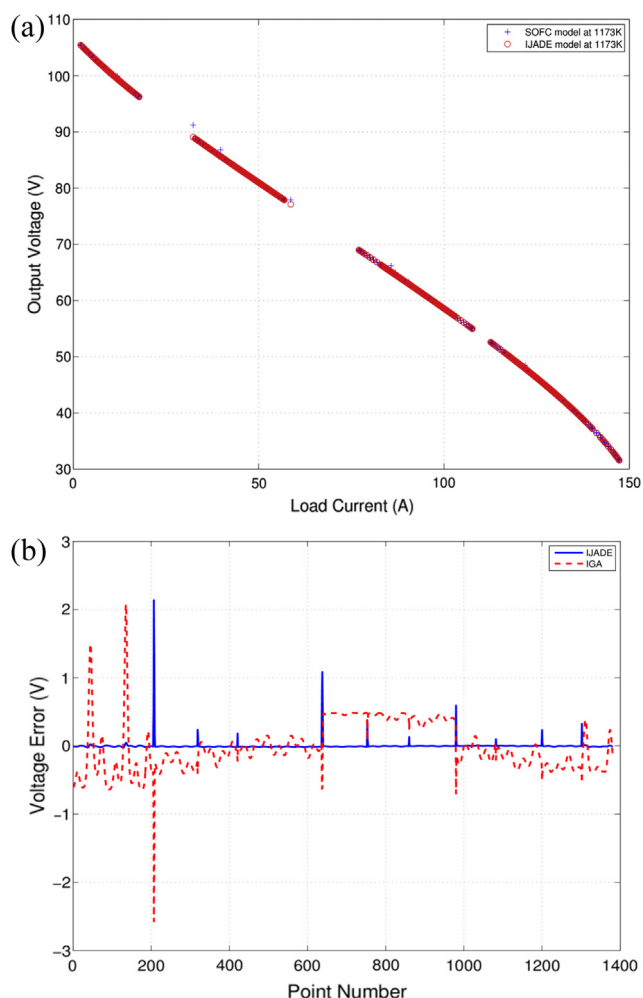 (a)
110
100
90
80
70
60
50
40
30
0
50
100
150
Output Voltage (V)
Load Current (A)
SOFC model at 1173K
IJADE model at 1173K
(b)
3
2
1
0
−1
−2
−3
0
200
400
600
800
1000
1200
1400
Voltage Error (V)
Point Number
IJADE
IGA